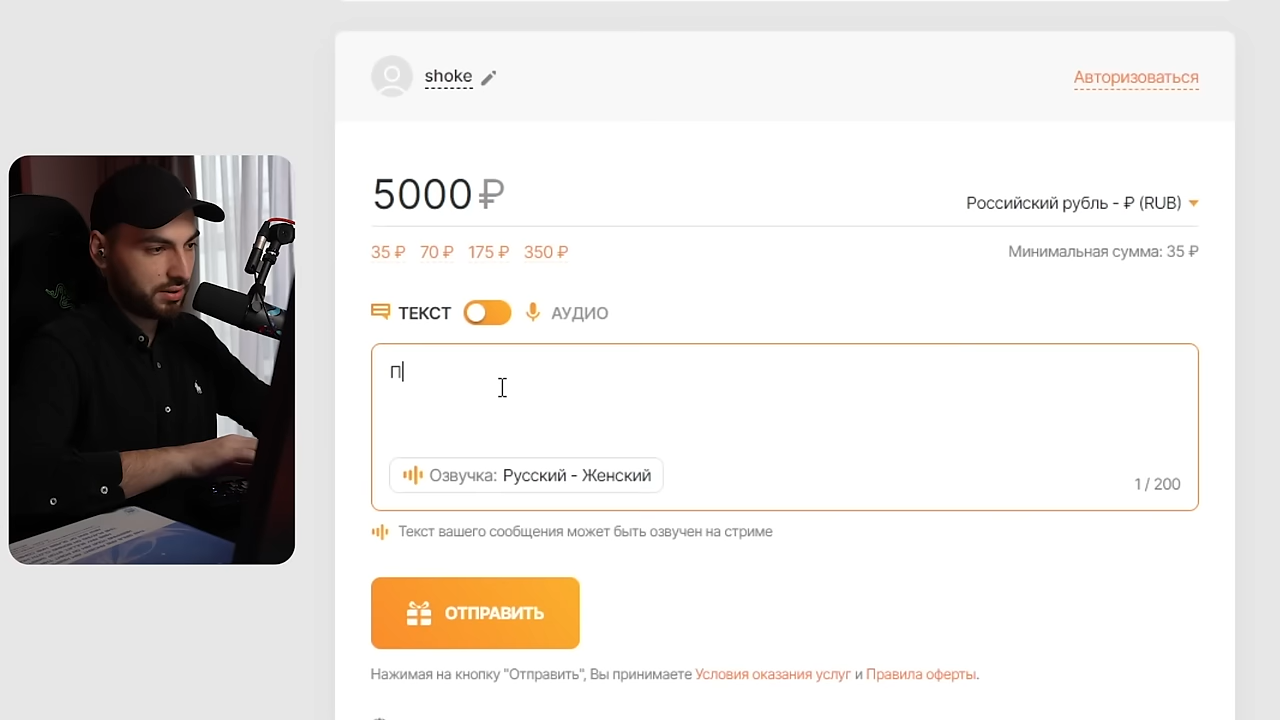 shoke
Авторизоваться
5000 ₽
Российский рубль - ₽ (RUB)
35 ₽ 70 ₽ 175 ₽ 350 ₽
Минимальная сумма: 35 ₽
ТЕКСТ
АУДИО
П
Озвучка: Русский - Женский
1 / 200
Текст вашего сообщения может быть озвучен на стриме
ОТПРАВИТЬ
Нажимая на кнопку "Отправить", Вы принимаете Условия оказания услуг и Правила оферты.